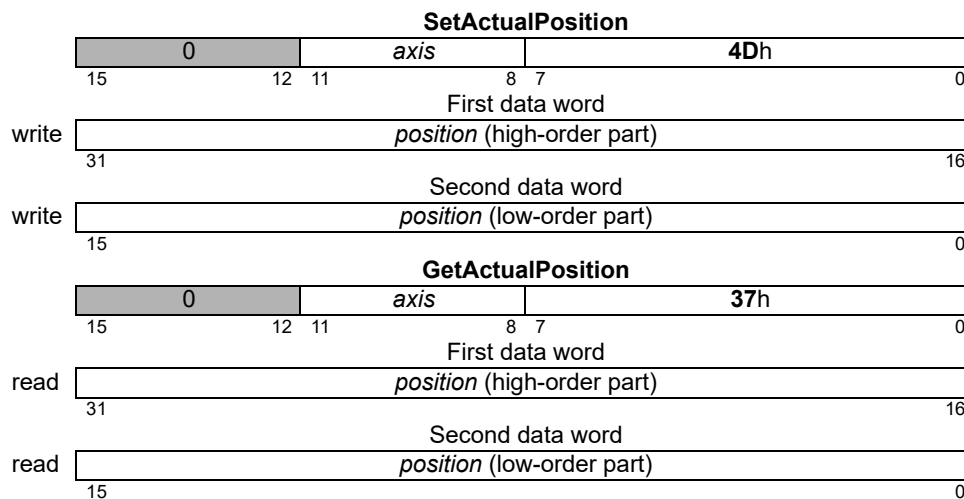 SetActualPosition
0 axis 4Dh
15 12 11 8 7 0
First data word
write position (high-order part)
31 16
Second data word
write position (low-order part)
15 0
GetActualPosition
0 axis 37h
15 12 11 8 7 0
First data word
read position (high-order part)
31 16
Second data word
read position (low-order part)
15 0